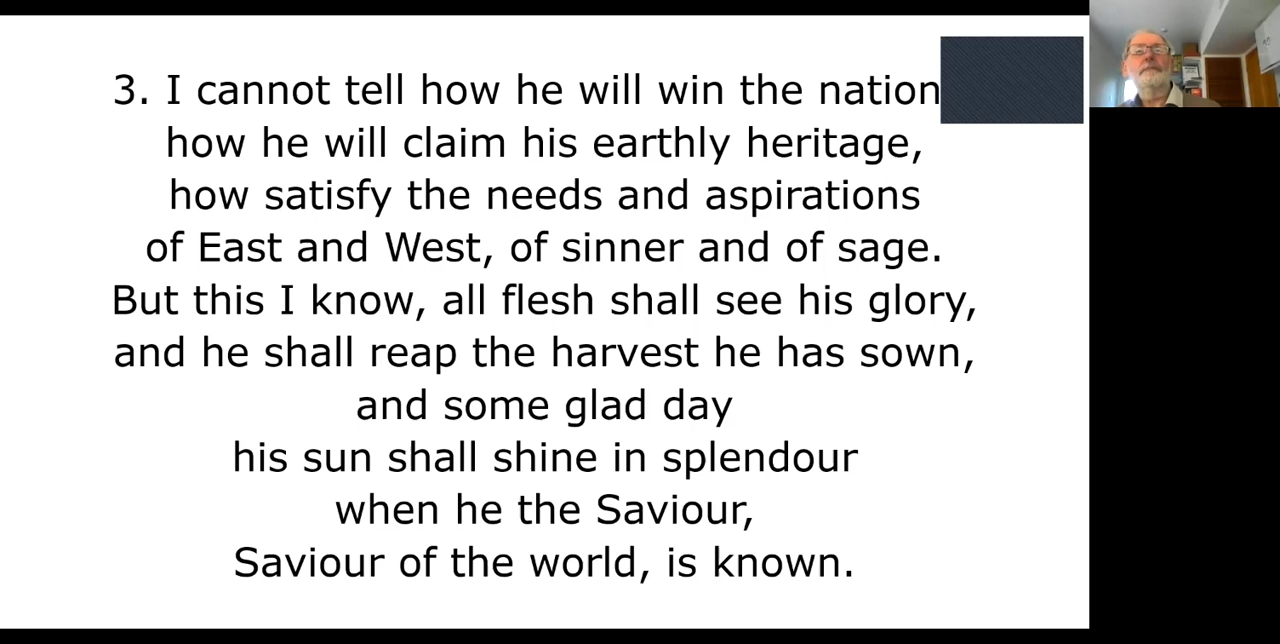 3. I cannot tell how he will win the nation
how he will claim his earthly heritage,
how satisfy the needs and aspirations
of East and West, of sinner and of sage.
But this I know, all flesh shall see his glory,
and he shall reap the harvest he has sown,
and some glad day
his sun shall shine in splendour
when he the Saviour,
Saviour of the world, is known.